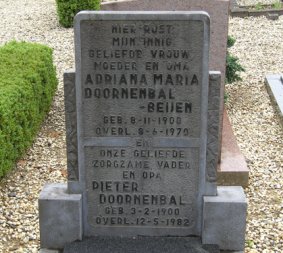 HIER RUST
MIJN INNIG
GELIEFDE VROUW
MOEDER EN OMA
ADRIANA MARIA
DOORNENBAL
-BEIJEN
GEB. 8-11-1900
OVERL. 8-6-1970
EN
ONZE GELIEFDE
ZORGZAME VADER
EN OPA
PIETER
DOORNENBAL
GEB. 3-2-1900
OVERL. 12-5-1982